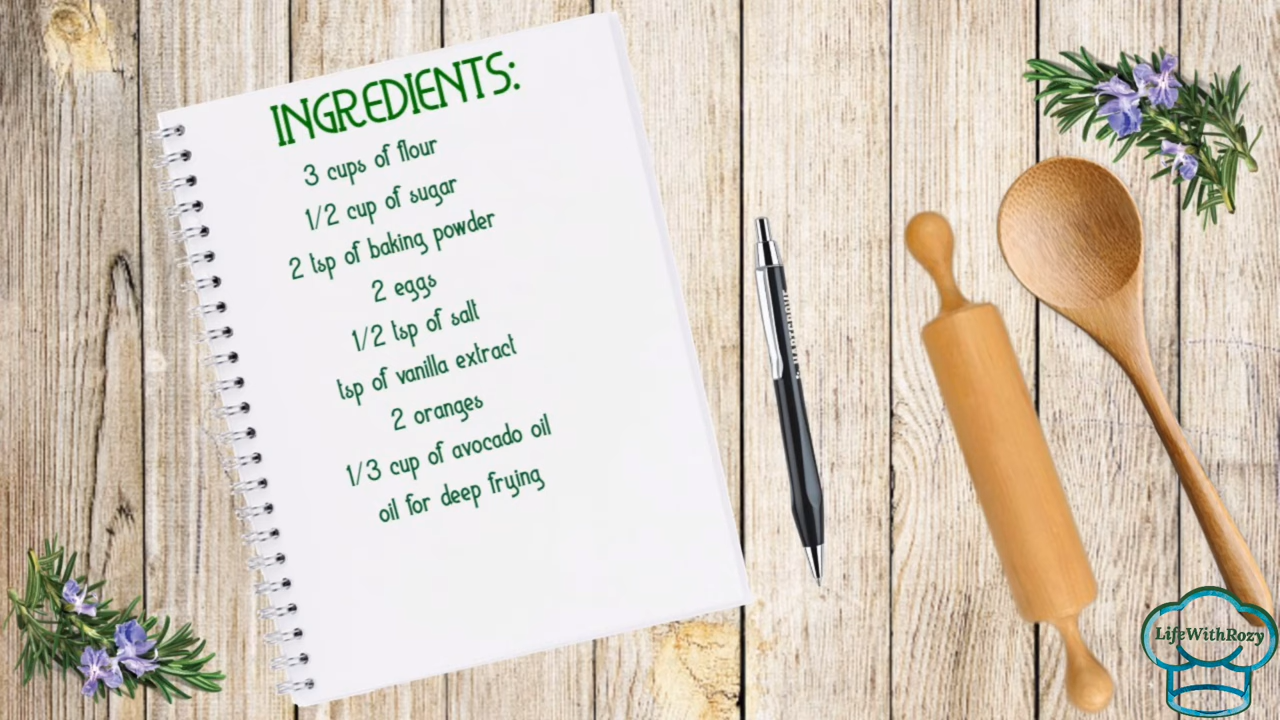 INGREDIENTS:
3 cups of flour
1/2 cup of sugar
2 tsp of baking powder
2 eggs
1/2 tsp of salt
tsp of vanilla extract
2 oranges
1/3 cup of avocado oil
oil for deep frying
LifeWithRozy